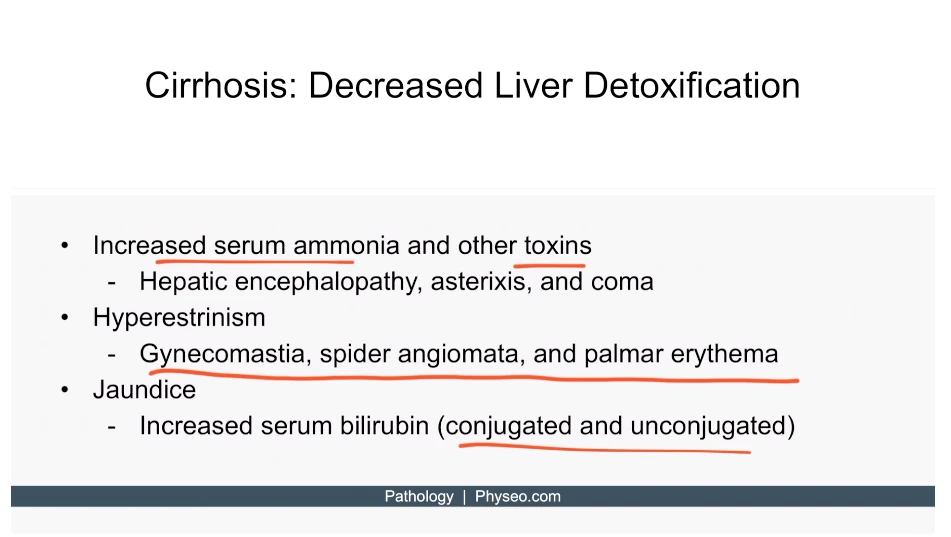 Cirrhosis: Decreased Liver Detoxification
• Increased serum ammonia and other toxins
- Hepatic encephalopathy, asterixis, and coma
• Hyperestrinism
- Gynecomastia, spider angiomata, and palmar erythema
• Jaundice
- Increased serum bilirubin (conjugated and unconjugated)
Pathology | Physeo.com